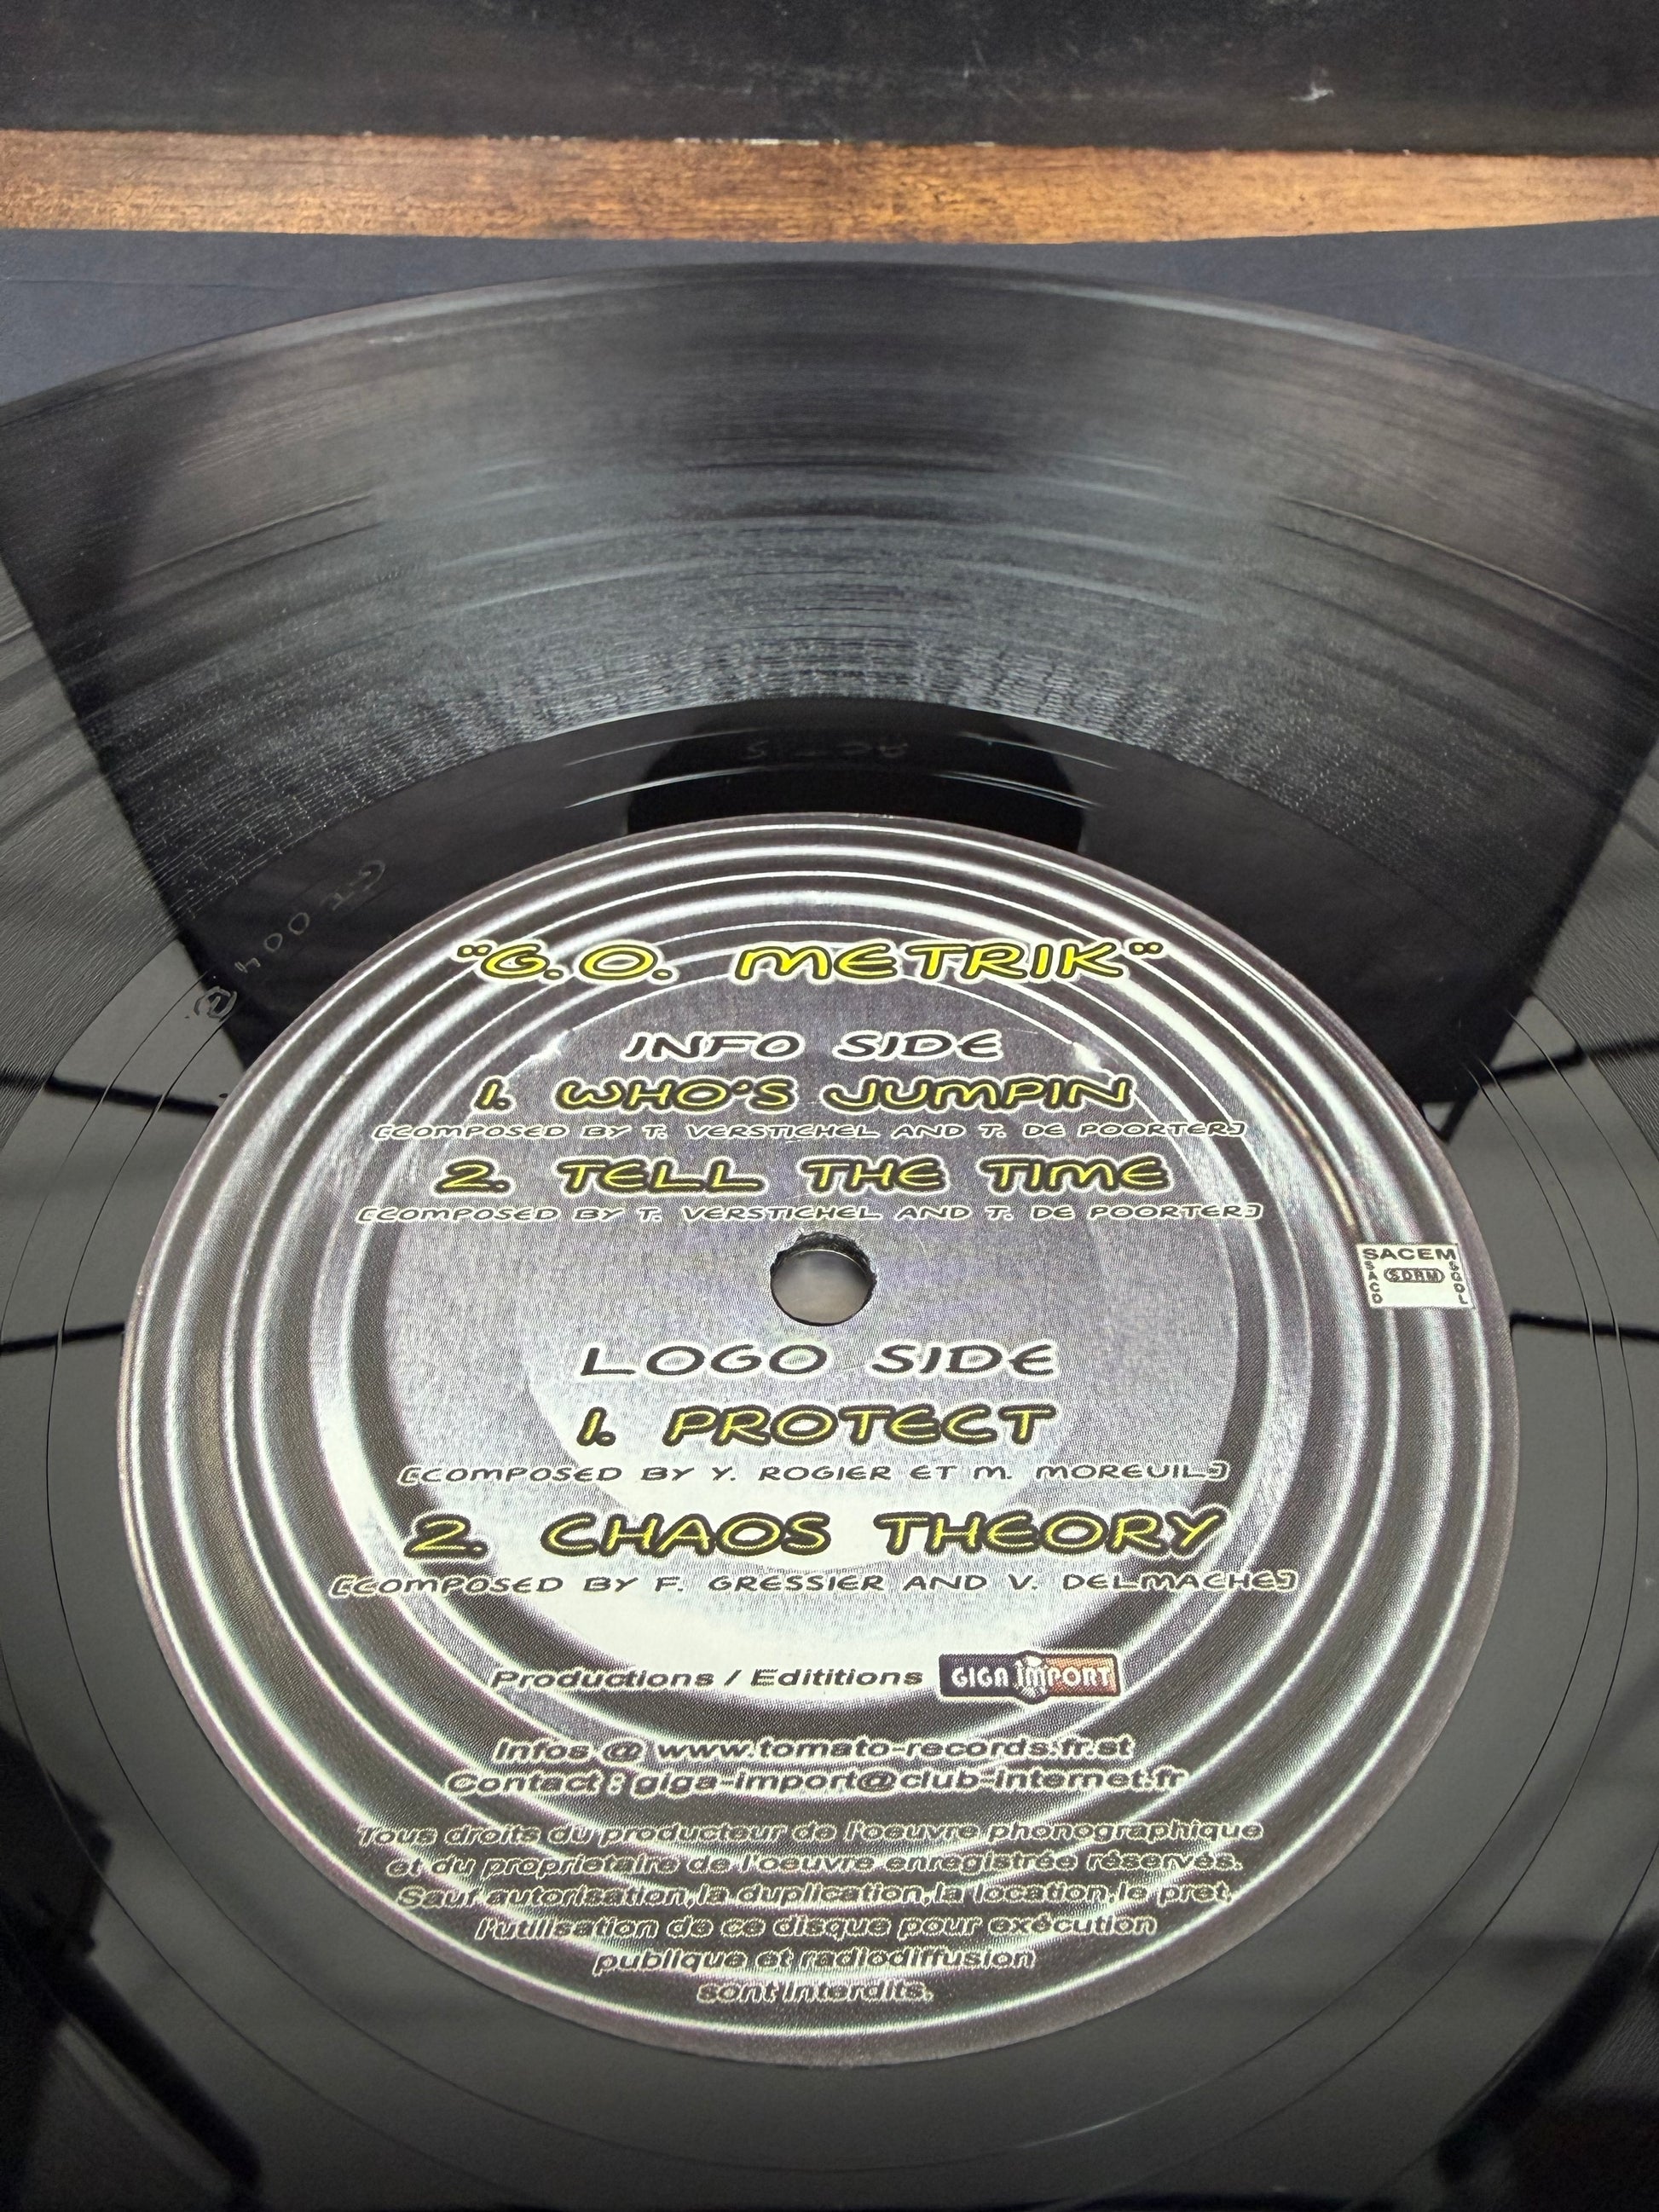 "G.O. METRIK"
INFO SIDE
1. WHO'S JUMPIN
[COMPOSED BY T. VERSTICHEL AND T. DE POORTER]
2. TELL THE TIME
[COMPOSED BY T. VERSTICHEL AND T. DE POORTER]
SACEM
SACD
SDRM
SGDL
LOGO SIDE
1. PROTECT
[COMPOSED BY Y. ROGIER ET M. MOREUIL]
2. CHAOS THEORY
[COMPOSED BY F. GRESSIER AND V. DELMACHE]
Productions / Edititions GIGA IMPORT
Infos @ www.tomato-records.fr.st
Contact : giga-import@club-internet.fr
Tous droits du producteur de l'oeuvre phonographique
et du proprietaire de l'oeuvre enregistrée réservés.
Sauf autorisation,la duplication,la location,le pret,
l'utilisation de ce disque pour exécution
publique et radiodiffusion
sont interdits.